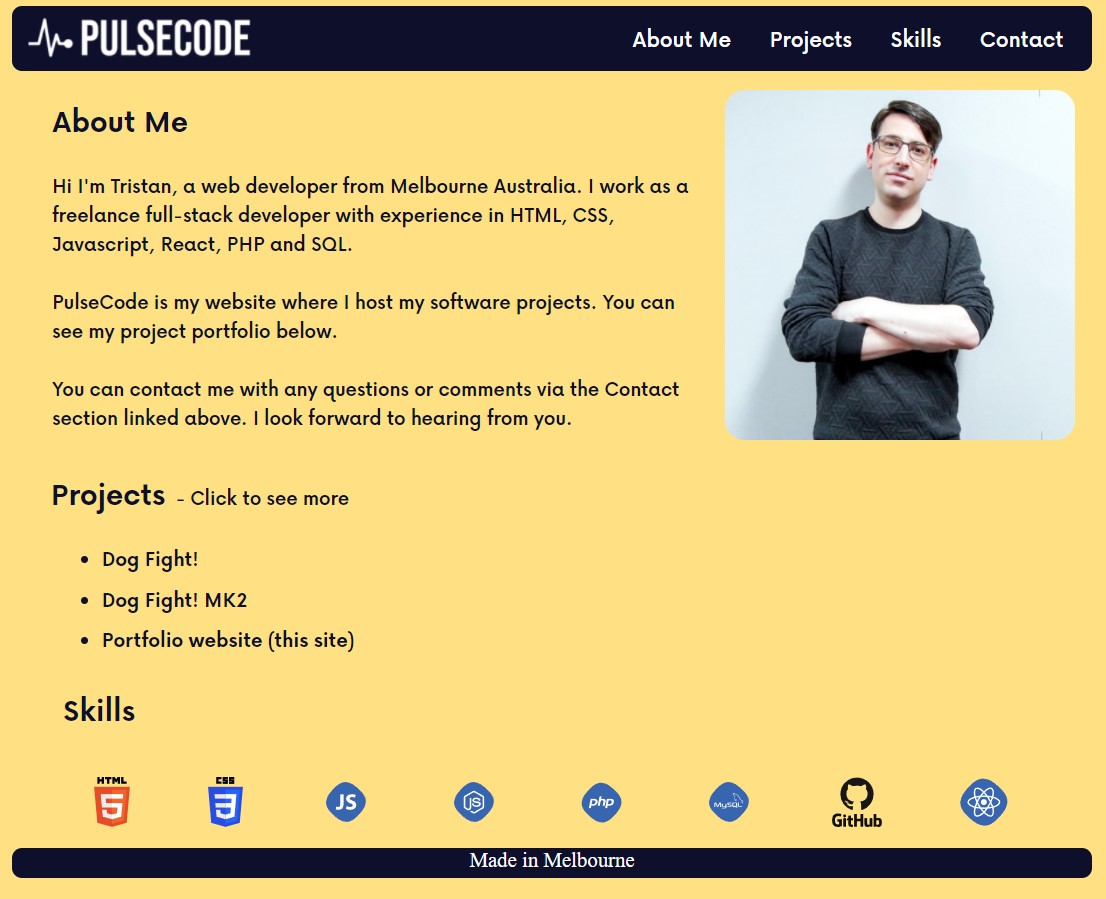 PULSECODE
About Me Projects Skills Contact
About Me
Hi I'm Tristan, a web developer from Melbourne Australia. I work as a
freelance full-stack developer with experience in HTML, CSS,
Javascript, React, PHP and SQL.
PulseCode is my website where I host my software projects. You can
see my project portfolio below.
You can contact me with any questions or comments via the Contact
section linked above. I look forward to hearing from you.
Projects - Click to see more
• Dog Fight!
• Dog Fight! MK2
• Portfolio website (this site)
Skills
HTML CSS
5 3 JS JS php MySQL GitHub
Made in Melbourne